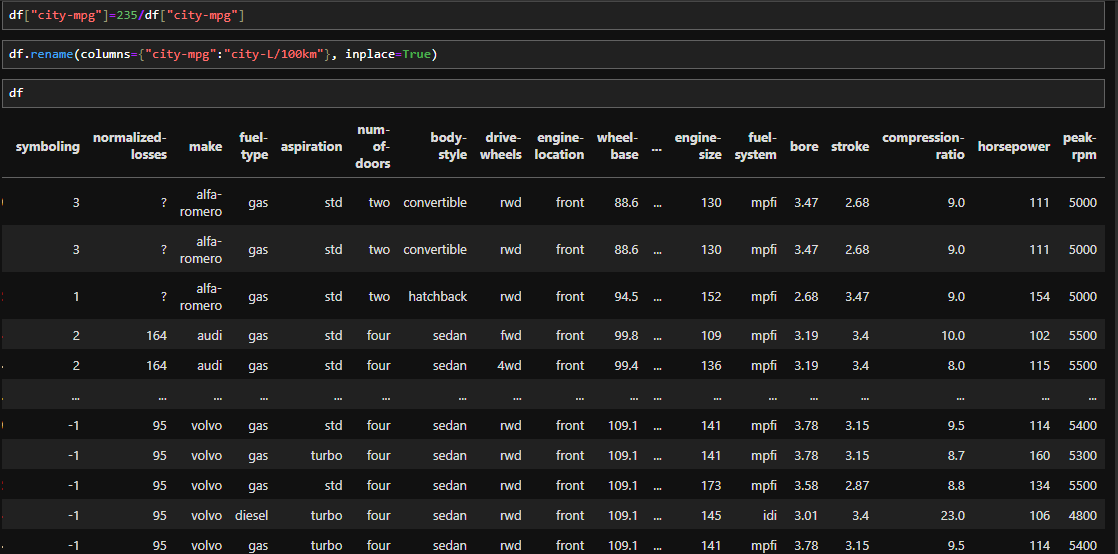 df["city-mpg"]=235/df["city-mpg"]
df.rename(columns={"city-mpg":"city-L/100km"}, inplace=True)
df
symboling normalized-losses make fuel-type aspiration num-of-doors body-style drive-wheels engine-location wheel-base ... engine-size fuel-system bore stroke compression-ratio horsepower peak-rpm
3 ? alfa-romero gas std two convertible rwd front 88.6 ... 130 mpfi 3.47 2.68 9.0 111 5000
3 ? alfa-romero gas std two convertible rwd front 88.6 ... 130 mpfi 3.47 2.68 9.0 111 5000
1 ? alfa-romero gas std two hatchback rwd front 94.5 ... 152 mpfi 2.68 3.47 9.0 154 5000
2 164 audi gas std four sedan fwd front 99.8 ... 109 mpfi 3.19 3.4 10.0 102 5500
2 164 audi gas std four sedan 4wd front 99.4 ... 136 mpfi 3.19 3.4 8.0 115 5500
... ... ... ... ... ... ... ... ... ... ... ... ... ... ... ... ... ...
-1 95 volvo gas std four sedan rwd front 109.1 ... 141 mpfi 3.78 3.15 9.5 114 5400
-1 95 volvo gas turbo four sedan rwd front 109.1 ... 141 mpfi 3.78 3.15 8.7 160 5300
-1 95 volvo gas std four sedan rwd front 109.1 ... 173 mpfi 3.58 2.87 8.8 134 5500
-1 95 volvo diesel turbo four sedan rwd front 109.1 ... 145 idi 3.01 3.4 23.0 106 4800
-1 95 volvo gas turbo four sedan rwd front 109.1 ... 141 mpfi 3.78 3.15 9.5 114 5400